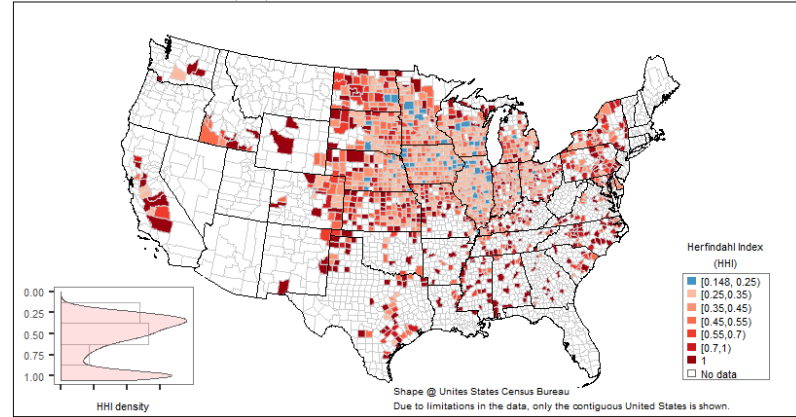 Herfindahl Index
(HHI)
[0.148, 0.25)
[0.25,0.35)
[0.35,0.45)
[0.45,0.55)
[0.55,0.7)
[0.7,1)
1
No data
0.00
0.25
0.50
0.75
1.00
HHI density
Shape @ Unites States Census Bureau
Due to limitations in the data, only the contiguous United States is shown.